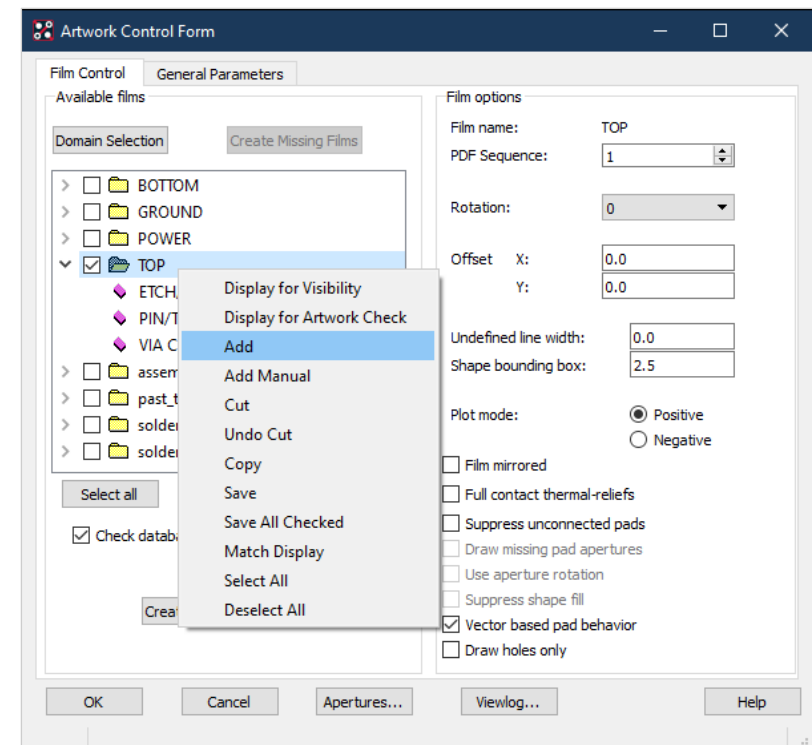 Artwork Control Form
Film Control
General Parameters
Available films
Domain Selection
Create Missing Films
BOTTOM
GROUND
POWER
TOP
ETCH
PIN/T
VIA C
assem
past_t
solde
solde
Select all
Check datab
Crea
Display for Visibility
Display for Artwork Check
Add
Add Manual
Cut
Undo Cut
Copy
Save
Save All Checked
Match Display
Select All
Deselect All
Film options
Film name: TOP
PDF Sequence: 1
Rotation: 0
Offset X: 0.0
Y: 0.0
Undefined line width: 0.0
Shape bounding box: 2.5
Plot mode: Positive
Negative
Film mirrored
Full contact thermal-reliefs
Suppress unconnected pads
Draw missing pad apertures
Use aperture rotation
Suppress shape fill
Vector based pad behavior
Draw holes only
OK
Cancel
Apertures...
Viewlog...
Help